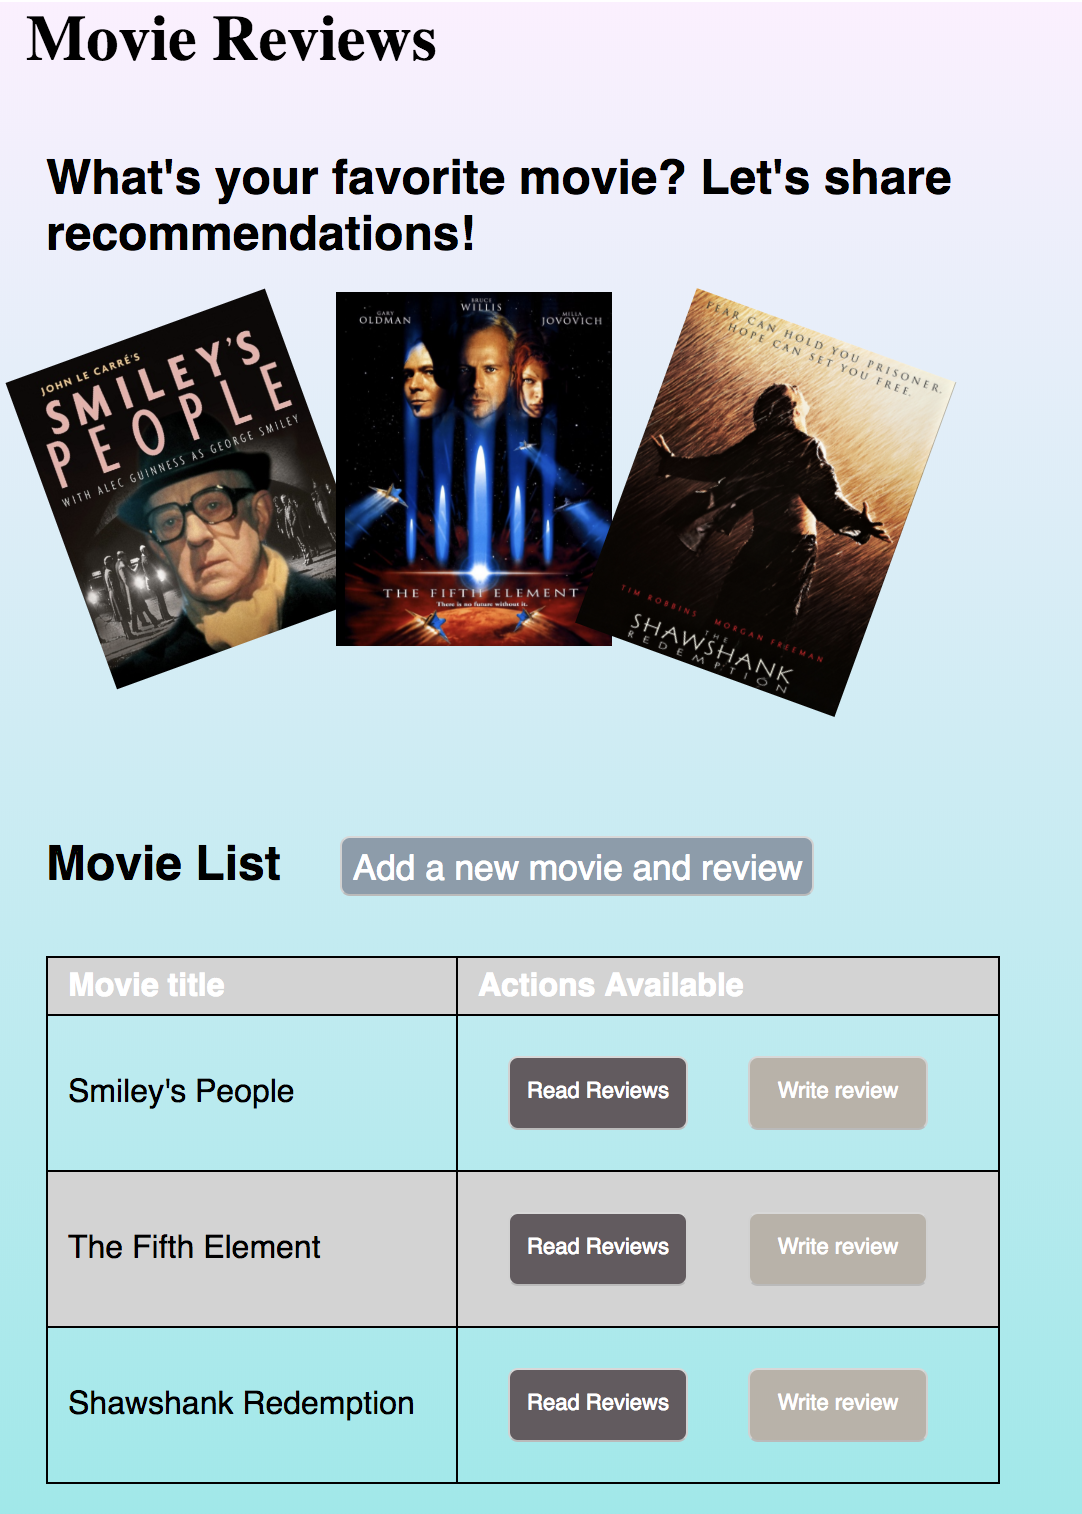 Movie Reviews
What's your favorite movie? Let's share
recommendations!
JOHN LE CARRÉ'S
SMILEY'S
PEOPLE
WITH ALEC GUINNESS AS GEORGE SMILEY
GARY
OLDMAN
BRUCE
WILLIS
MILLA
JOVOVICH
THE FIFTH ELEMENT
There is no future without it.
FEAR CAN HOLD YOU PRISONER.
HOPE CAN SET YOU FREE.
TIM ROBBINS MORGAN FREEMAN
THE
SHAWSHANK
REDEMPTION
Movie List Add a new movie and review
Movie title Actions Available
Smiley's People Read Reviews Write review
The Fifth Element Read Reviews Write review
Shawshank Redemption Read Reviews Write review